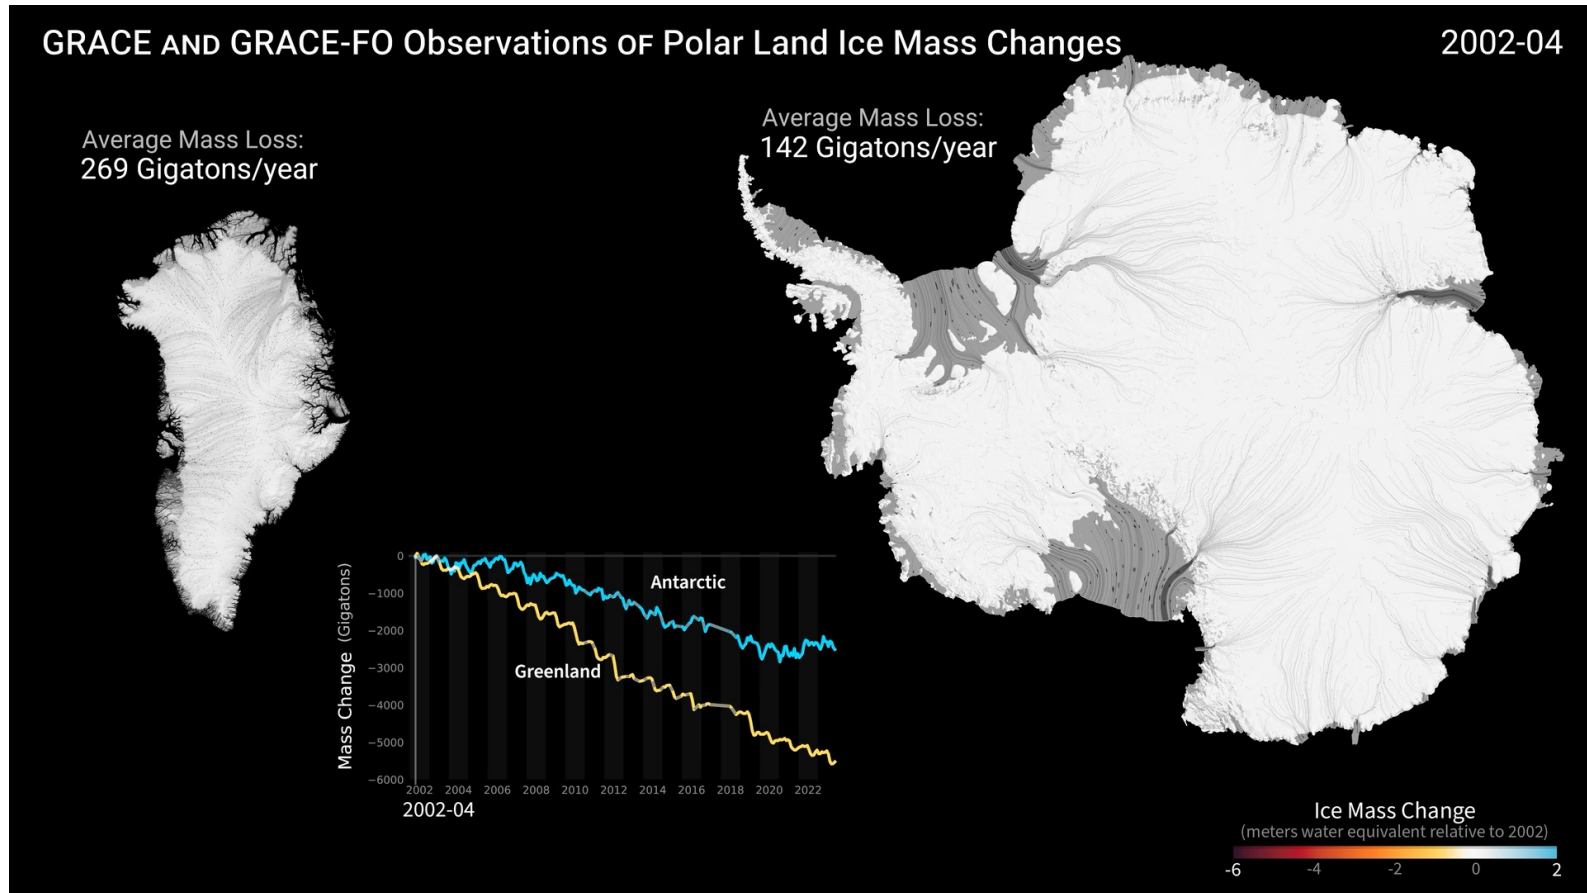 GRACE AND GRACE-FO Observations OF Polar Land Ice Mass Changes
2002-04
Average Mass Loss:
269 Gigatons/year
Average Mass Loss:
142 Gigatons/year
Mass Change (Gigatons)
0
−1000
−2000
−3000
−4000
−5000
−6000
Antarctic
Greenland
2002 2004 2006 2008 2010 2012 2014 2016 2018 2020 2022
2002-04
Ice Mass Change
(meters water equivalent relative to 2002)
-6 -4 -2 0 2